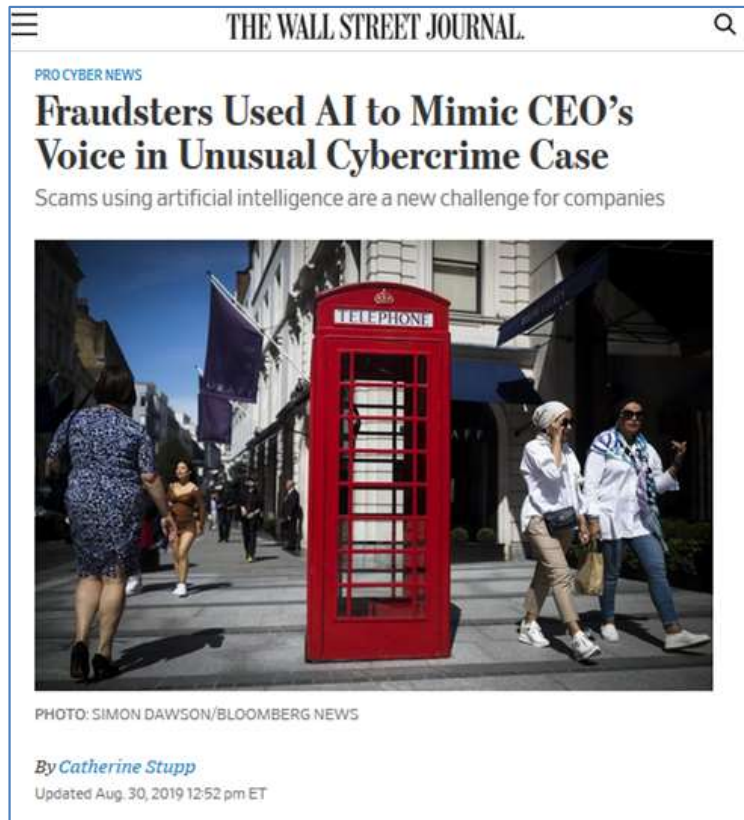 THE WALL STREET JOURNAL.
PRO CYBER NEWS
Fraudsters Used AI to Mimic CEO’s
Voice in Unusual Cybercrime Case
Scams using artificial intelligence are a new challenge for companies
TELEPHONE
PHOTO: SIMON DAWSON/BLOOMBERG NEWS
By Catherine Stupp
Updated Aug. 30, 2019 12:52 pm ET